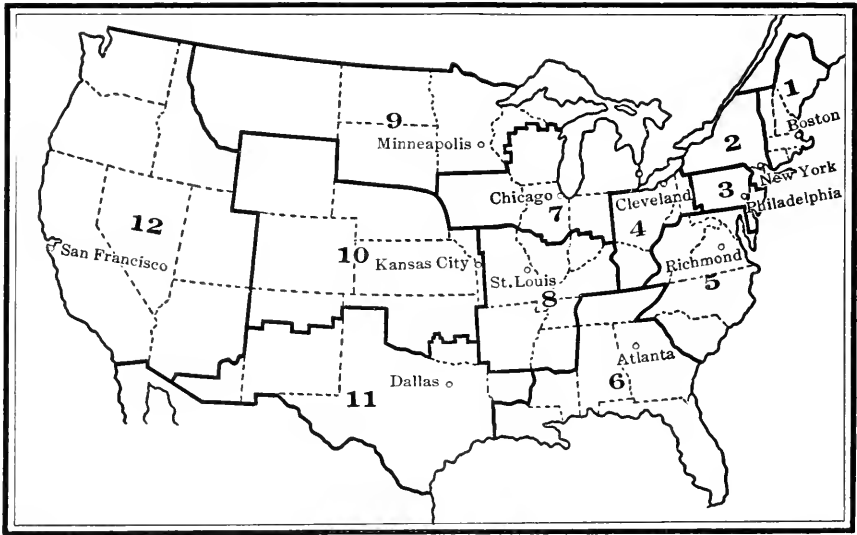 1
Boston
2
9
Minneapolis
New York
3
Philadelphia
Cleveland
Chicago
7
4
12
San Francisco
10
Kansas City
Richmond
St. Louis
5
8
Atlanta
6
Dallas
11